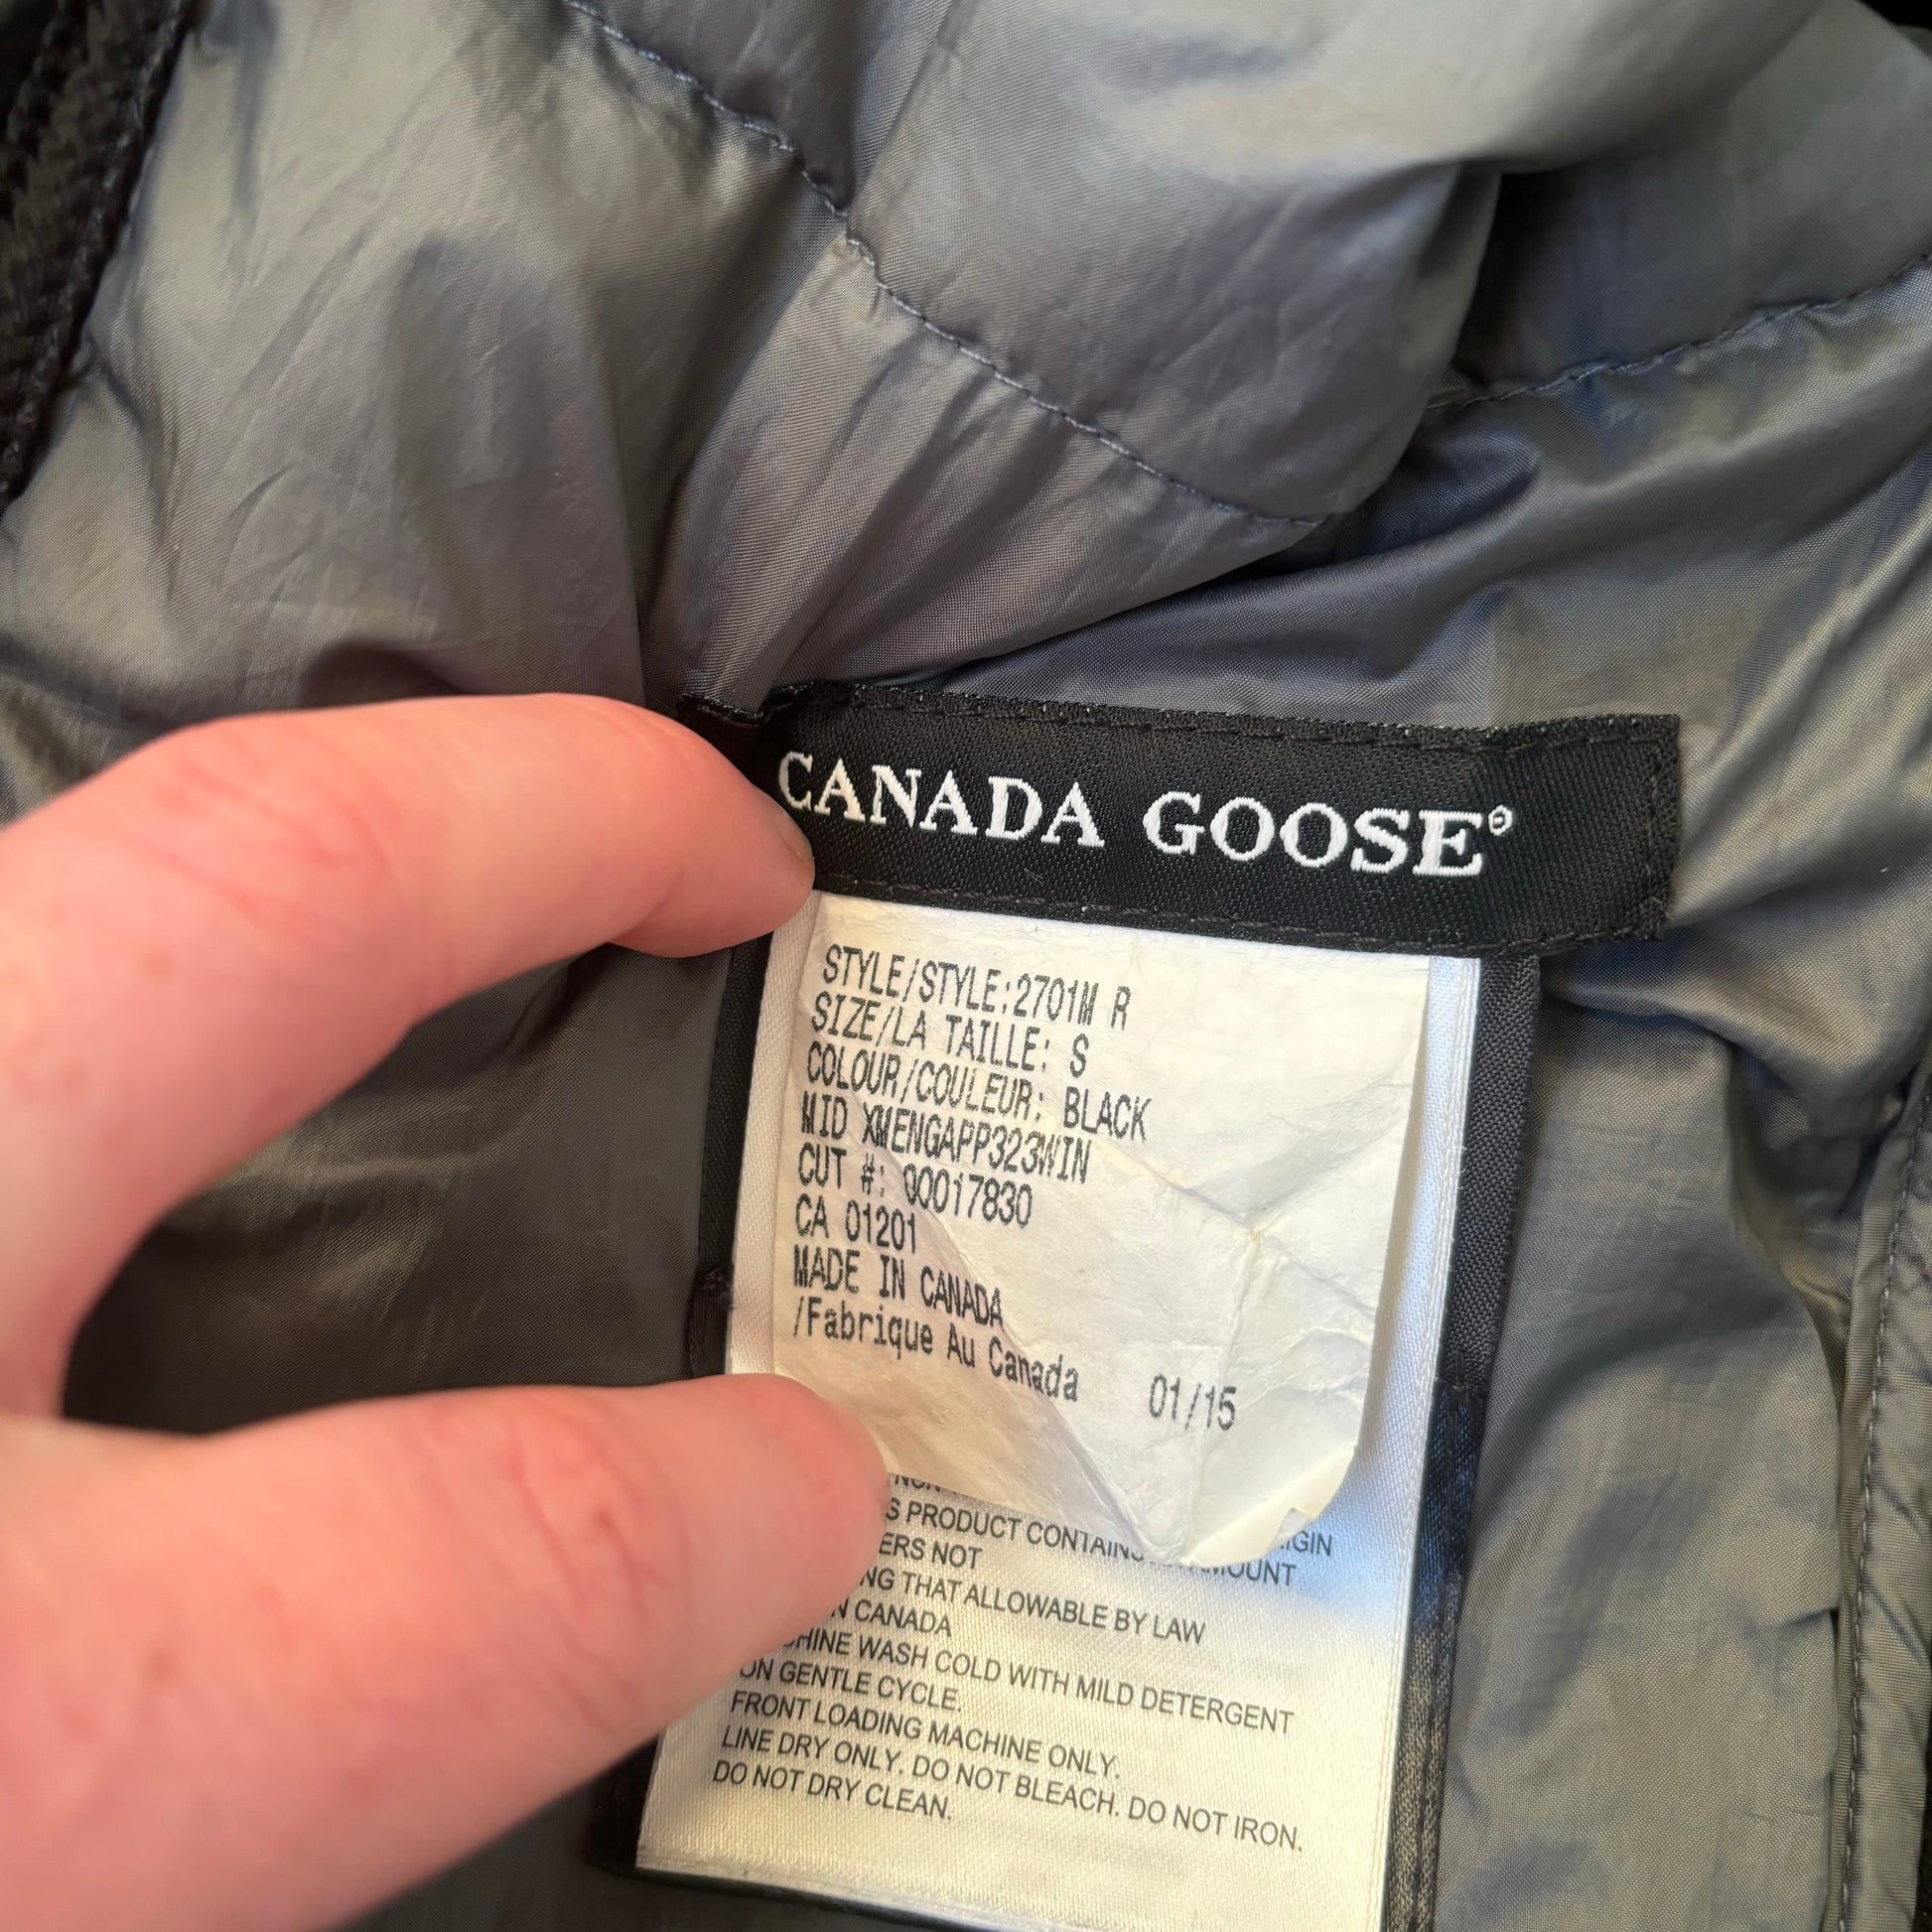 CANADA GOOSE®
STYLE/STYLE:2701M R
SIZE/LA TAILLE: S
COLOUR/COULEUR: BLACK
MID XMENGAPP323WIN
CUT #: 00017830
CA 01201
MADE IN CANADA
/Fabrique Au Canada 01/15
PRODUCT CONTAINS
NOT
THAT ALLOWABLE BY LAW
CANADA
WASH COLD WITH MILD DETERGENT
ON GENTLE CYCLE.
FRONT LOADING MACHINE ONLY.
LINE DRY ONLY. DO NOT BLEACH. DO NOT IRON.
DO NOT DRY CLEAN.